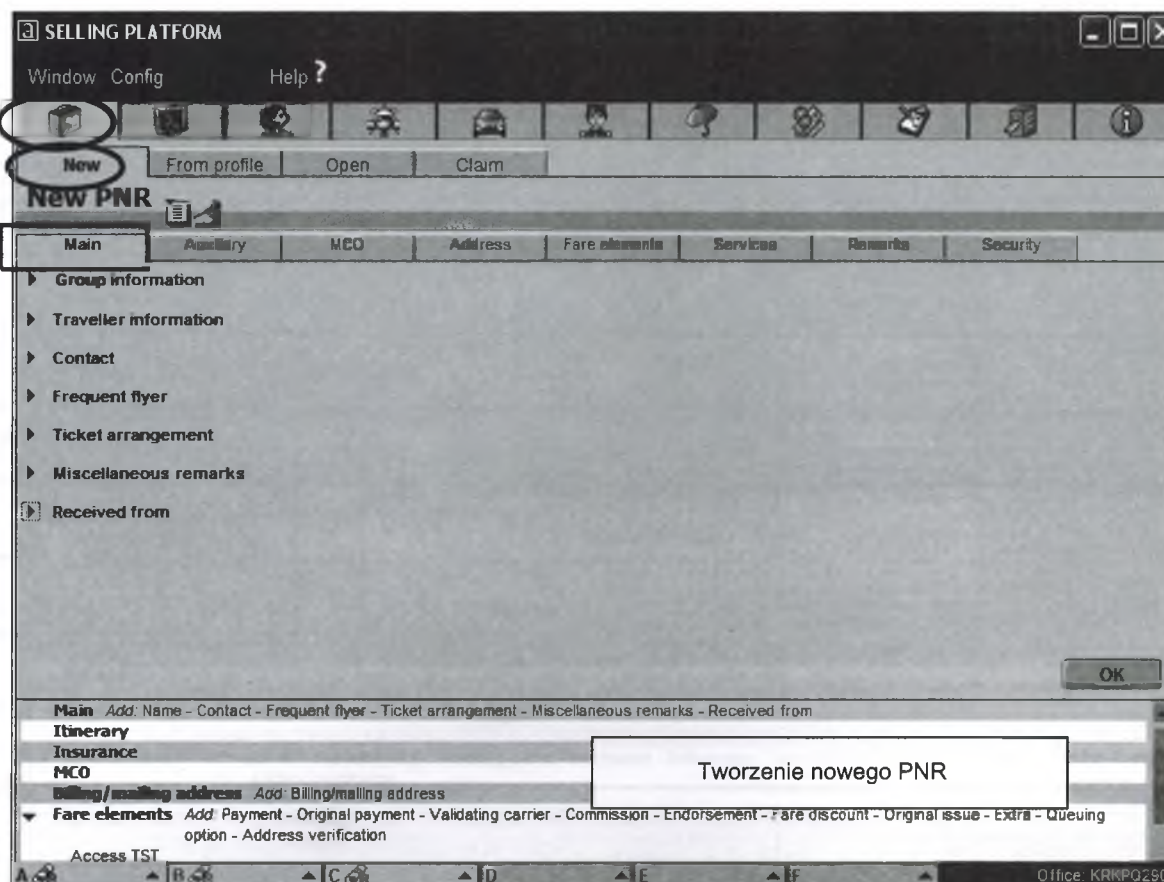 a SELLING PLATFORM
Window Config Help ?
New From profile Open Claim
New PNR
Main Auxiliary MCO Address Fare elements Services Remarks Security
Group information
Traveller information
Contact
Frequent flyer
Ticket arrangement
Miscellaneous remarks
Received from
OK
Main Add: Name - Contact - Frequent flyer - Ticket arrangement - Miscellaneous remarks - Received from
Itinerary
Insurance
MCO
Tworzenie nowego PNR
Billing/mailing address Add: Billing/mailing address
Fare elements Add: Payment - Original payment - Validating carrier - Commission - Endorsement - Fare discount - Original issue - Extra - Queuing
option - Address verification
Access TST
A B C D E F Office: KRKPQ290